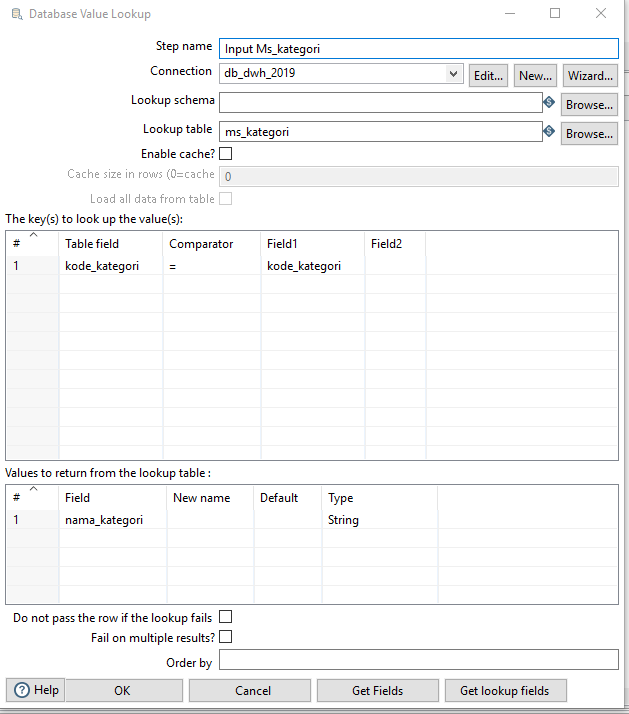 Database Value Lookup
Step name Input Ms_kategori
Connection db_dwh_2019 Edit... New... Wizard...
Lookup schema Browse...
Lookup table ms_kategori Browse...
Enable cache?
Cache size in rows (0=cache 0
Load all data from table
The key(s) to look up the value(s):
# Table field Comparator Field1 Field2
1 kode_kategori = kode_kategori
Values to return from the lookup table :
# Field New name Default Type
1 nama_kategori String
Do not pass the row if the lookup fails
Fail on multiple results?
Order by
Help OK Cancel Get Fields Get lookup fields